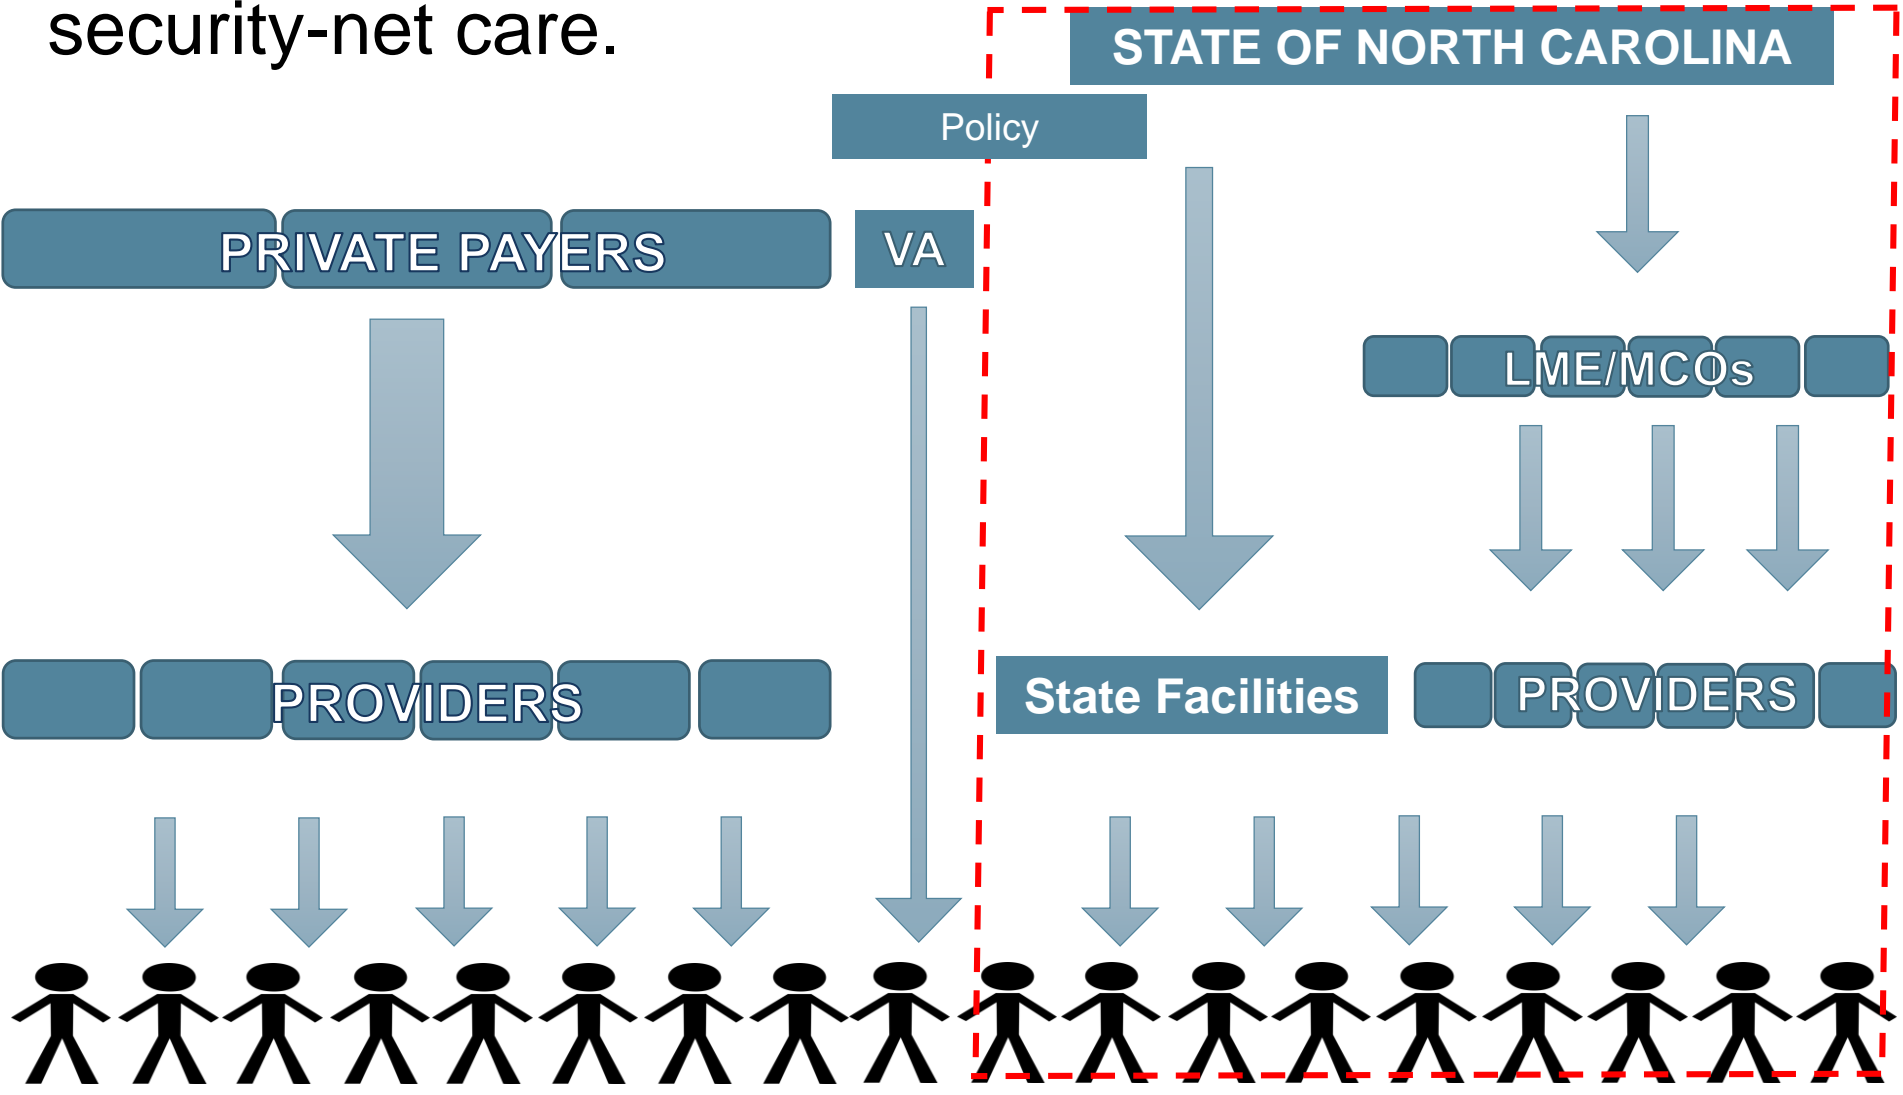 security-net care.
STATE OF NORTH CAROLINA
Policy
PRIVATE PAYERS
VA
LME/MCOs
PROVIDERS
State Facilities
PROVIDERS